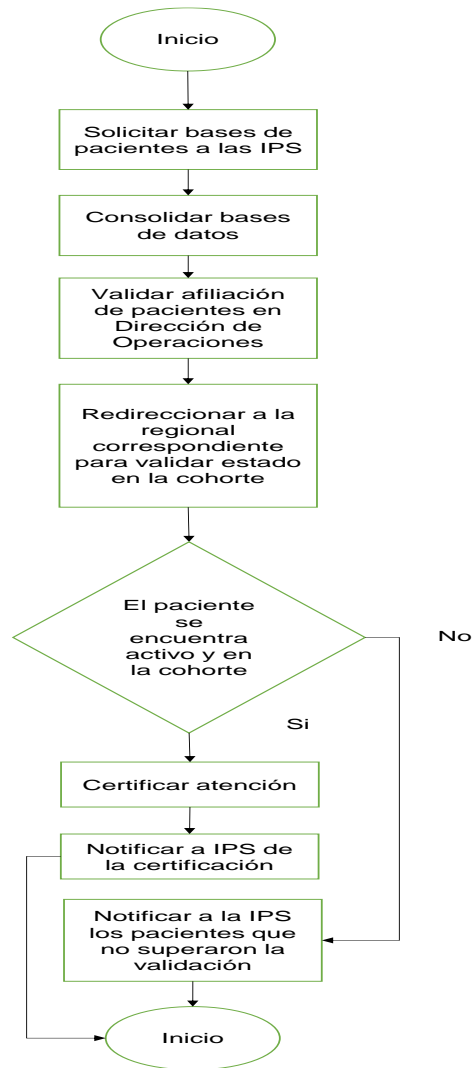 Inicio
Solicitar bases de
pacientes a las IPS
Consolidar bases
de datos
Validar afiliación
de pacientes en
Dirección de
Operaciones
Redireccionar a la
regional
correspondiente
para validar estado
en la cohorte
El paciente
se
encuentra
activo y en
la cohorte
No
Si
Certificar atención
Notificar a IPS de
la certificación
Notificar a la IPS
los pacientes que
no superaron la
validación
Inicio